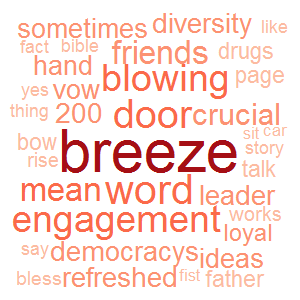 sometimes diversity like
fact bible friends drugs
hand blowing page
yes vow
thing 200 door crucial
bow breeze sit car
rise story
talk
mean word leader
engagement works
loyal
say democracys ideas
bless refreshed fist father